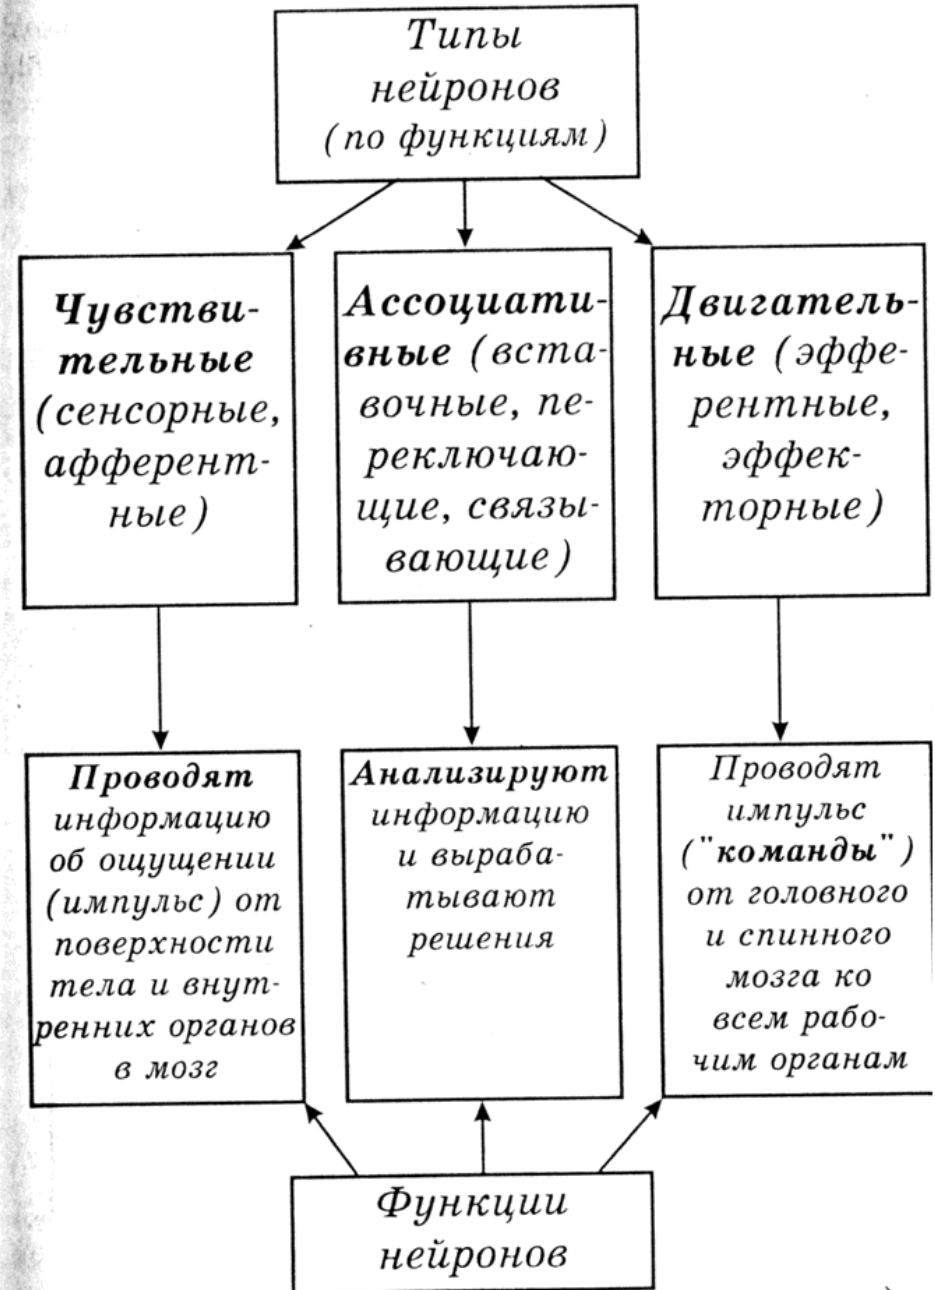 Типы
нейронов
(по функциям)
Чувстви-
тельные
(сенсорные,
афферент-
ные)
Ассоциати-
вные (вста-
вочные, пе-
реключаю-
щие, связы-
вающие)
Двигатель-
ные (эффе-
рентные,
эффек-
торные)
Проводят
информацию
об ощущении
(импульс) от
поверхности
тела и внут-
ренних органов
в мозг
Анализируют
информацию
и выраба-
тывают
решения
Проводят
импульс
("команды")
от головного
и спинного
мозга ко
всем рабо-
чим органам
Функции
нейронов